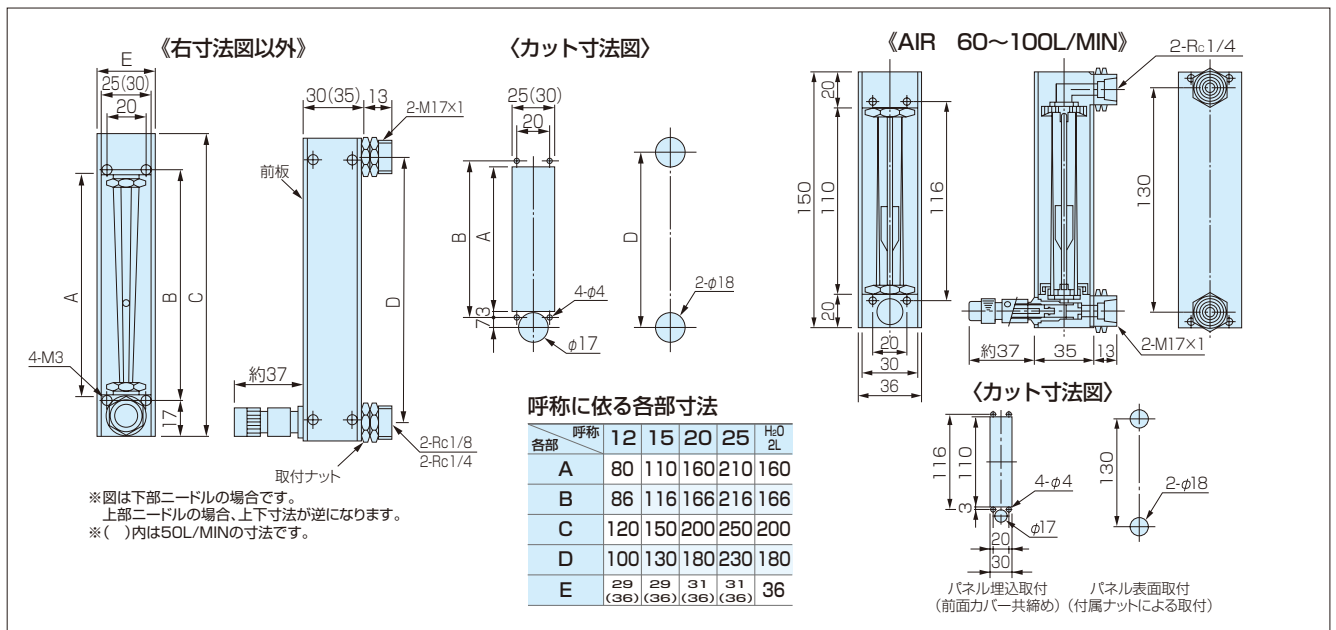 《右寸法図以外》
E
25(30)
20
A
B
C
17
4-M3
30(35)
13
2-M17×1
前板
D
約37
取付ナット
2-Rc1/8
2-Rc1/4
※図は下部ニードルの場合です。
上部ニードルの場合、上下寸法が逆になります。
※( )内は50L/MINの寸法です。
〈カット寸法図〉
25(30)
20
B
A
D
7
3
4-φ4
φ17
2-φ18
呼称に依る各部寸法
呼称 各部 12 15 20 25 H₂O 2L
A 80 110 160 210 160
B 86 116 166 216 166
C 120 150 200 250 200
D 100 130 180 230 180
E 29 (36) 29 (36) 31 (36) 31 (36) 36
《AIR 60～100L/MIN》
2-Rc1/4
20
150
110
116
130
20
20
30
36
約37
35
13
2-M17×1
〈カット寸法図〉
116
110
3
4-φ4
φ17
20
30
130
2-φ18
パネル埋込取付
(前面カバー共締め)
パネル表面取付
(付属ナットによる取付)